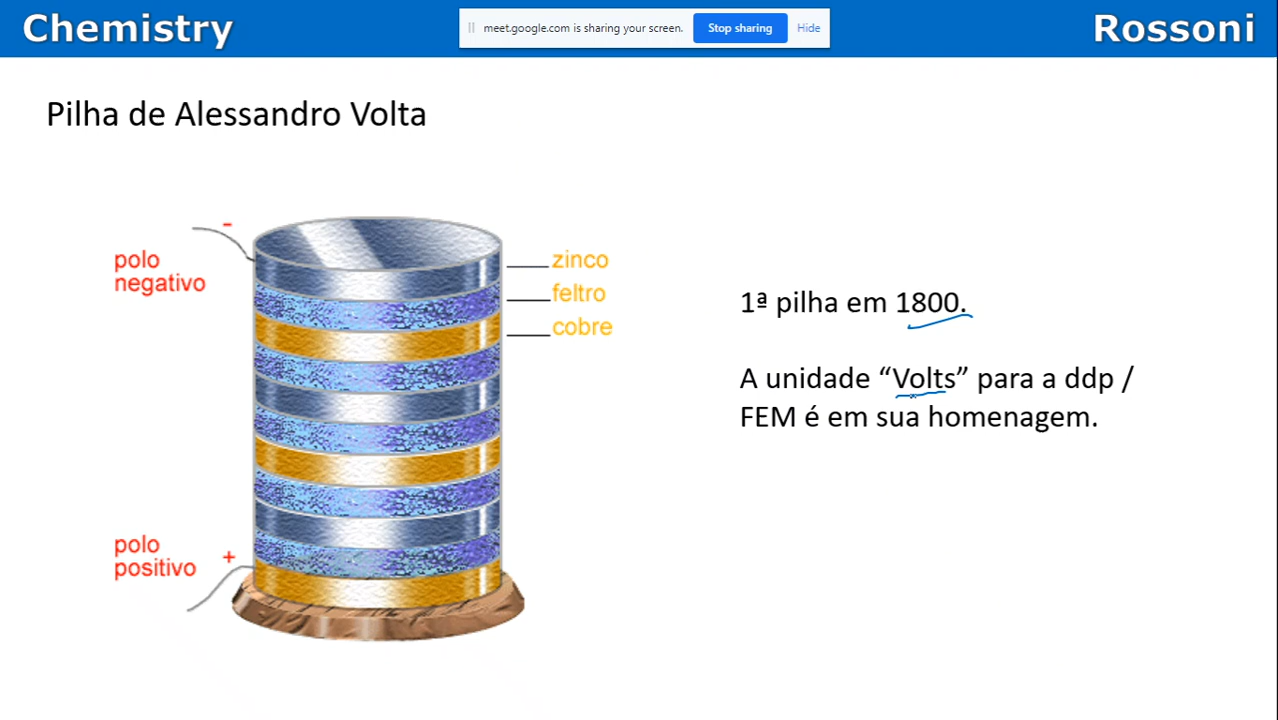 Chemistry
meet.google.com is sharing your screen.
Stop sharing
Hide
Rossoni
Pilha de Alessandro Volta
-
polo
negativo
zinco
feltro
cobre
1ª pilha em 1800.
A unidade “Volts” para a ddp /
FEM é em sua homenagem.
polo
positivo
+